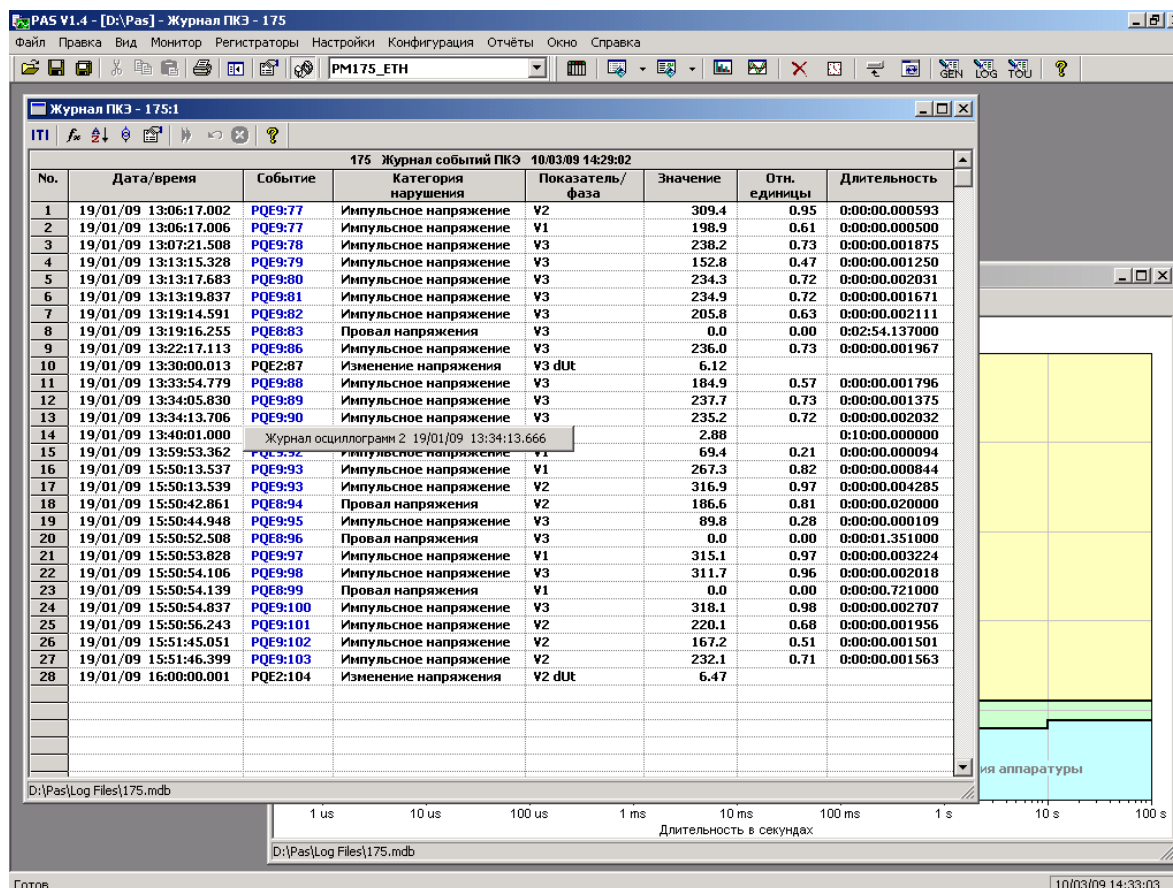 PAS V1.4 - [D:\Pas] - Журнал ПКЭ - 175
Файл Правка Вид Монитор Регистраторы Настройки Конфигурация Отчёты Окно Справка
PM175_ETH GEN LOG TOU
Журнал ПКЭ - 175:1
ITI
175 Журнал событий ПКЭ 10/03/09 14:29:02
No. Дата/время Событие Категория нарушения Показатель/фаза Значение Отн. единицы Длительность
1 19/01/09 13:06:17.002 PQE9:77 Импульсное напряжение V2 309.4 0.95 0:00:00.000593
2 19/01/09 13:06:17.006 PQE9:77 Импульсное напряжение V1 198.9 0.61 0:00:00.000500
3 19/01/09 13:07:21.508 PQE9:78 Импульсное напряжение V3 238.2 0.73 0:00:00.001875
4 19/01/09 13:13:15.328 PQE9:79 Импульсное напряжение V3 152.8 0.47 0:00:00.001250
5 19/01/09 13:13:17.683 PQE9:80 Импульсное напряжение V3 234.3 0.72 0:00:00.002031
6 19/01/09 13:13:19.837 PQE9:81 Импульсное напряжение V3 234.9 0.72 0:00:00.001671
7 19/01/09 13:19:14.591 PQE9:82 Импульсное напряжение V3 205.8 0.63 0:00:00.002111
8 19/01/09 13:19:16.255 PQE8:83 Провал напряжения V3 0.0 0.00 0:02:54.137000
9 19/01/09 13:22:17.113 PQE9:86 Импульсное напряжение V3 236.0 0.73 0:00:00.001967
10 19/01/09 13:30:00.013 PQE2:87 Изменение напряжения V3 dUt 6.12
11 19/01/09 13:33:54.779 PQE9:88 Импульсное напряжение V3 184.9 0.57 0:00:00.001796
12 19/01/09 13:34:05.830 PQE9:89 Импульсное напряжение V3 237.7 0.73 0:00:00.001375
13 19/01/09 13:34:13.706 PQE9:90 Импульсное напряжение V3 235.2 0.72 0:00:00.002032
14 19/01/09 13:40:01.000 Журнал осциллограмм 2 19/01/09 13:34:13.666 2.88 0:10:00.000000
15 19/01/09 13:59:53.362 PQE9:92 Импульсное напряжение V1 69.4 0.21 0:00:00.000094
16 19/01/09 15:50:13.537 PQE9:93 Импульсное напряжение V1 267.3 0.82 0:00:00.000844
17 19/01/09 15:50:13.539 PQE9:93 Импульсное напряжение V2 316.9 0.97 0:00:00.004285
18 19/01/09 15:50:42.861 PQE8:94 Провал напряжения V2 186.6 0.81 0:00:00.020000
19 19/01/09 15:50:44.948 PQE9:95 Импульсное напряжение V3 89.8 0.28 0:00:00.000109
20 19/01/09 15:50:52.508 PQE8:96 Провал напряжения V3 0.0 0.00 0:00:01.351000
21 19/01/09 15:50:53.828 PQE9:97 Импульсное напряжение V1 315.1 0.97 0:00:00.003224
22 19/01/09 15:50:54.106 PQE9:98 Импульсное напряжение V3 311.7 0.96 0:00:00.002018
23 19/01/09 15:50:54.139 PQE8:99 Провал напряжения V1 0.0 0.00 0:00:00.721000
24 19/01/09 15:50:54.837 PQE9:100 Импульсное напряжение V3 318.1 0.98 0:00:00.002707
25 19/01/09 15:50:56.243 PQE9:101 Импульсное напряжение V2 220.1 0.68 0:00:00.001956
26 19/01/09 15:51:45.051 PQE9:102 Импульсное напряжение V2 167.2 0.51 0:00:00.001501
27 19/01/09 15:51:46.399 PQE9:103 Импульсное напряжение V2 232.1 0.71 0:00:00.001563
28 19/01/09 16:00:00.001 PQE2:104 Изменение напряжения V2 dUt 6.47
ия аппаратуры
D:\Pas\Log Files\175.mdb
1 us 10 us 100 us 1 ms 10 ms 100 ms 1 s 10 s 100 s
Длительность в секундах
D:\Pas\Log Files\175.mdb
Готов 10/03/09 14:33:03